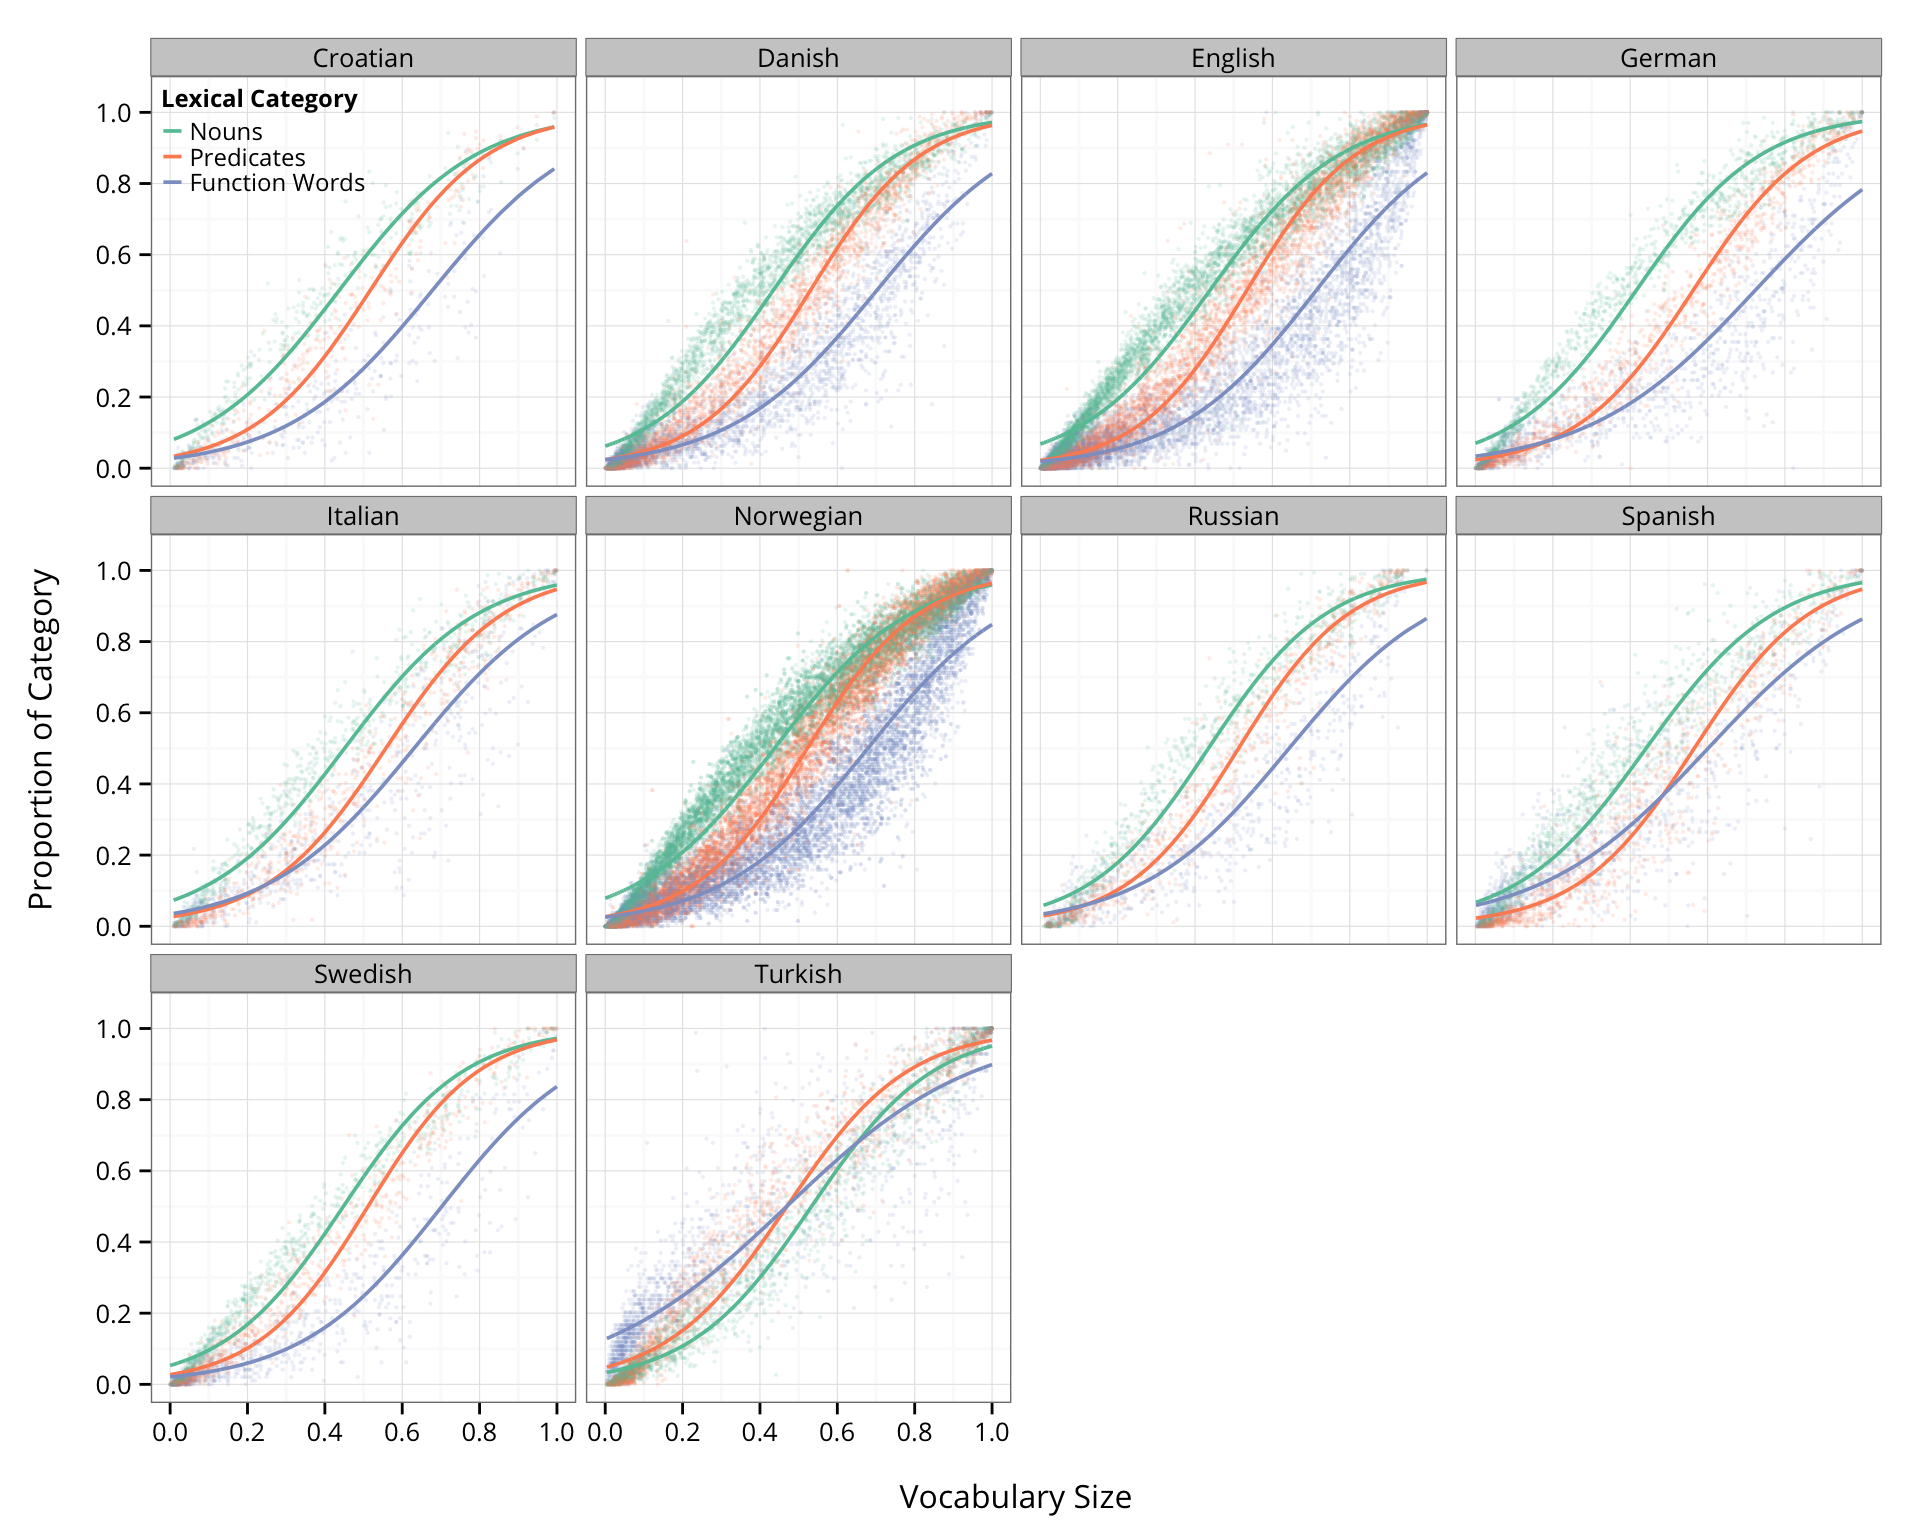 Croatian
Danish
English
German
Lexical Category
Nouns
Predicates
Function Words
1.0
0.8
0.6
0.4
0.2
0.0
Italian
Norwegian
Russian
Spanish
1.0
0.8
0.6
0.4
0.2
0.0
Proportion of Category
Swedish
Turkish
1.0
0.8
0.6
0.4
0.2
0.0
0.0 0.2 0.4 0.6 0.8 1.0
0.0 0.2 0.4 0.6 0.8 1.0
Vocabulary Size